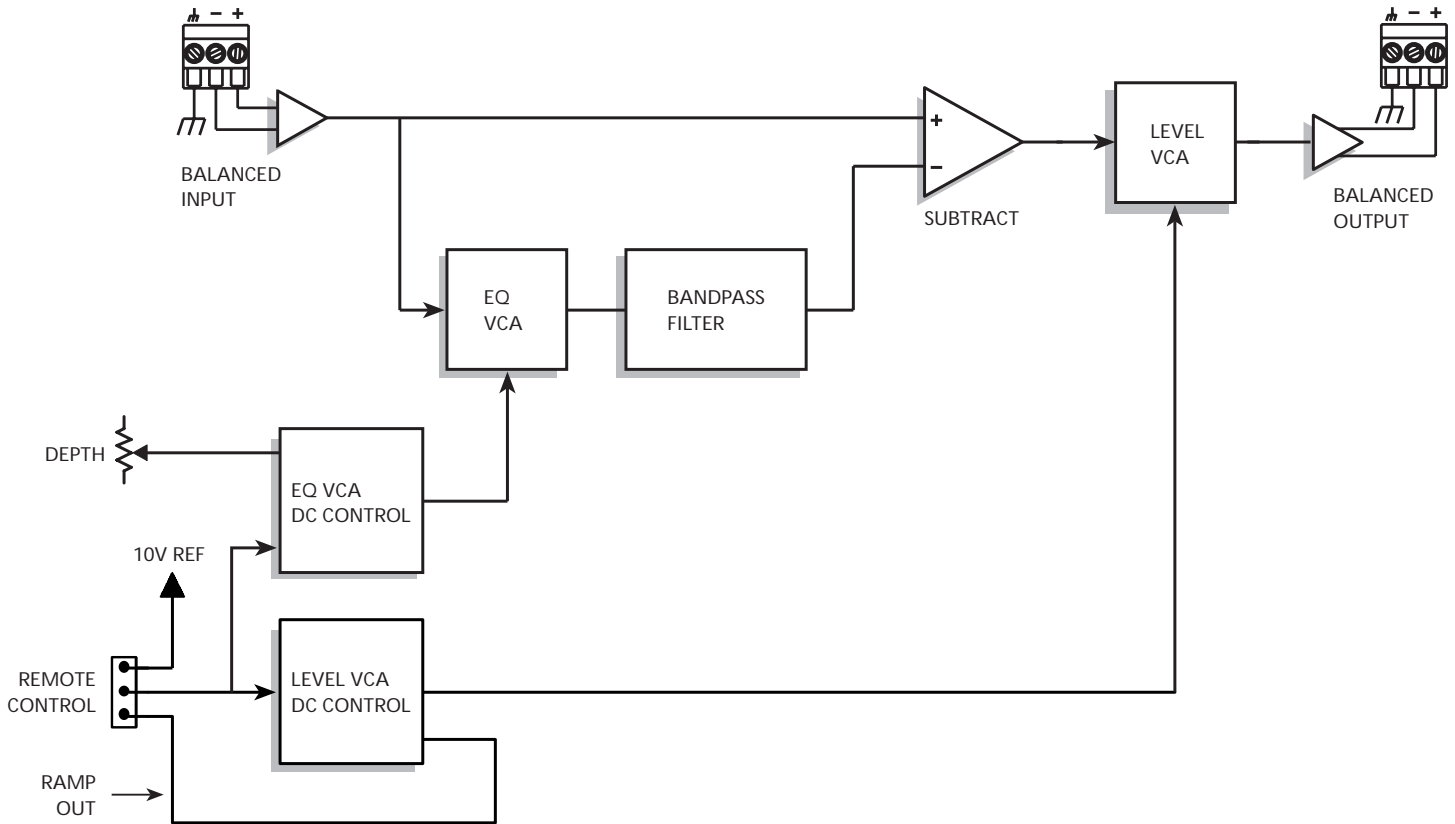 − +
− +
BALANCED
INPUT
+
−
SUBTRACT
LEVEL
VCA
BALANCED
OUTPUT
EQ
VCA
BANDPASS
FILTER
DEPTH
EQ VCA
DC CONTROL
10V REF
REMOTE
CONTROL
LEVEL VCA
DC CONTROL
RAMP
OUT